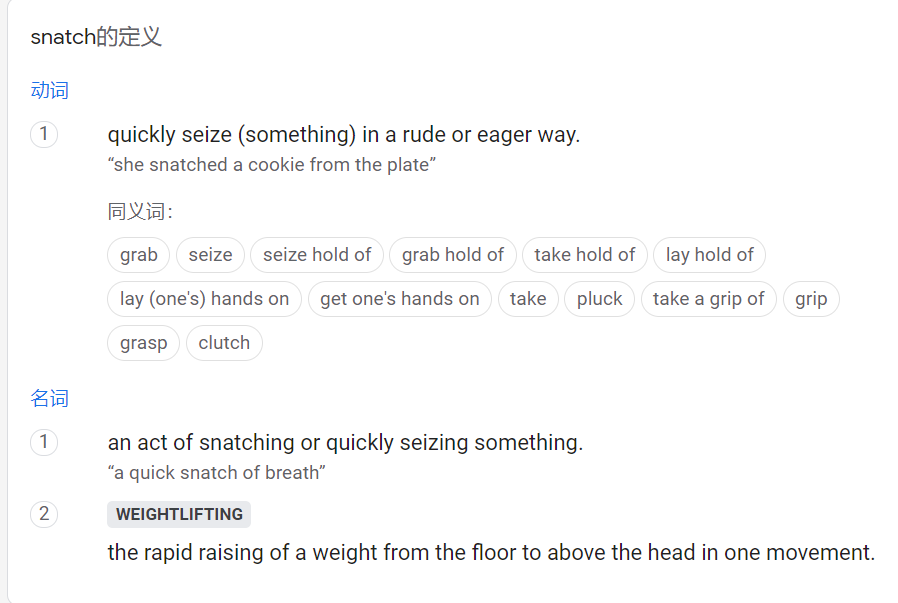 snatch的定义
动词
1 quickly seize (something) in a rude or eager way.
“she snatched a cookie from the plate”
同义词：
grab seize seize hold of grab hold of take hold of lay hold of
lay (one's) hands on get one's hands on take pluck take a grip of grip
grasp clutch
名词
1 an act of snatching or quickly seizing something.
“a quick snatch of breath”
2 WEIGHTLIFTING
the rapid raising of a weight from the floor to above the head in one movement.